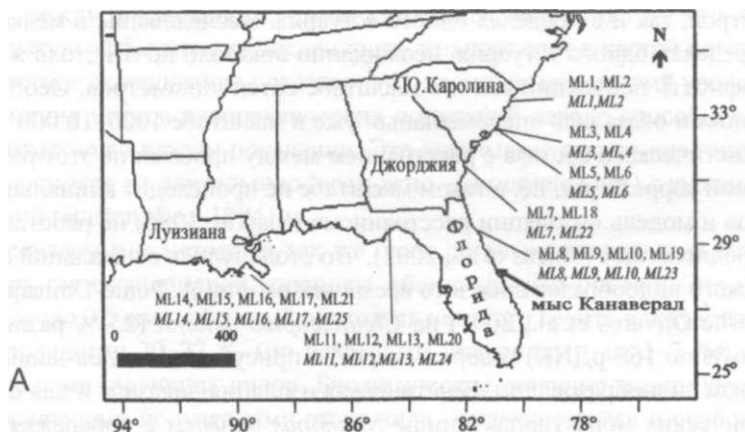 N
Ю.Каролина
ML1, ML2
ML1, ML2
33°
ML3, ML4
ML3, ML4
Джорджия
ML5, ML6
ML5, ML6
ML7, ML18
ML7, ML22
Луизиана
Флорида
29°
ML8, ML9, ML10, ML19
ML8, ML9, ML10, ML23
мыс Канаверал
ML14, ML15, ML16, ML17, ML21
ML14, ML15, ML16, ML17, ML25
400
ML11, ML12, ML13, ML20
ML11, ML12, ML13, ML24
A
25°
94° 90° 86° 82° 78°